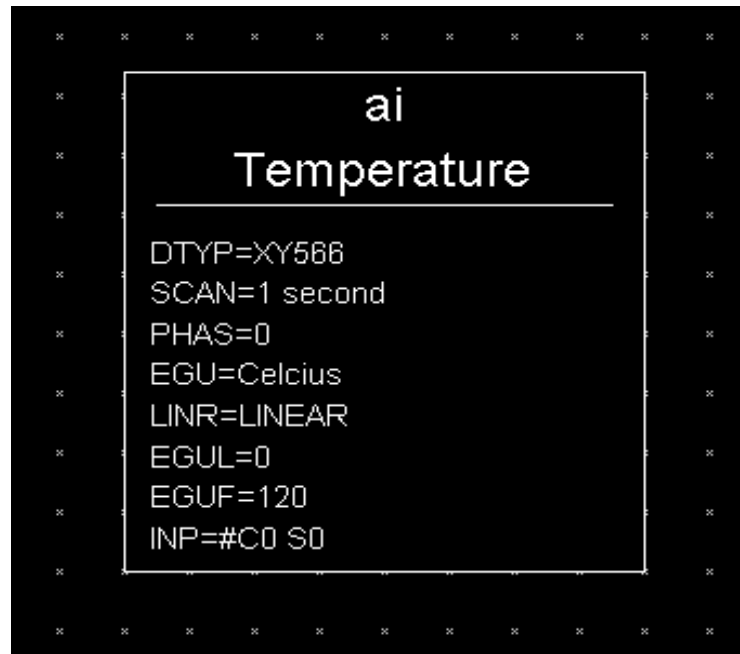 ai
Temperature
DTYP=XY566
SCAN=1 second
PHAS=0
EGU=Celcius
LINR=LINEAR
EGUL=0
EGUF=120
INP=#C0 S0